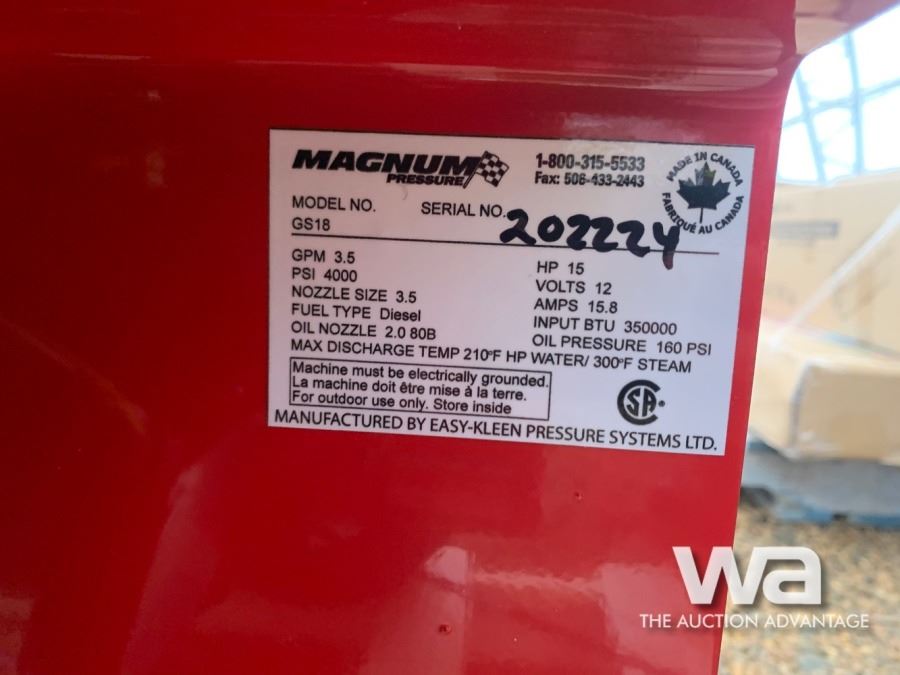 MAGNUM
PRESSURE
1-800-315-5533
Fax: 506-433-2443
MADE IN CANADA
FABRIQUÉ AU CANADA
MODEL NO.
GS18
SERIAL NO. 202224
GPM 3.5
PSI 4000
NOZZLE SIZE 3.5
FUEL TYPE Diesel
OIL NOZZLE 2.0 80B
HP 15
VOLTS 12
AMPS 15.8
INPUT BTU 350000
OIL PRESSURE 160 PSI
MAX DISCHARGE TEMP 210°F HP WATER/ 300°F STEAM
Machine must be electrically grounded.
La machine doit être mise à la terre.
For outdoor use only. Store inside
CSA
MANUFACTURED BY EASY-KLEEN PRESSURE SYSTEMS LTD.
wa
THE AUCTION ADVANTAGE